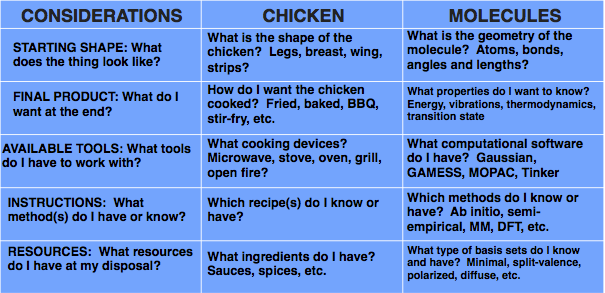 CONSIDERATIONS
CHICKEN
MOLECULES
STARTING SHAPE: What
does the thing look like?
What is the shape of the
chicken? Legs, breast, wing,
strips?
What is the geometry of the
molecule? Atoms, bonds,
angles and lengths?
FINAL PRODUCT: What do I
want at the end?
How do I want the chicken
cooked? Fried, baked, BBQ,
stir-fry, etc.
What properties do I want to know?
Energy, vibrations, thermodynamics,
transition state
AVAILABLE TOOLS: What tools
do I have to work with?
What cooking devices?
Microwave, stove, oven, grill,
open fire?
What computational software
do I have? Gaussian,
GAMESS, MOPAC, Tinker
INSTRUCTIONS: What
method(s) do I have or know?
Which recipe(s) do I know or
have?
Which methods do I know or
have? Ab initio, semi-
empirical, MM, DFT, etc.
RESOURCES: What resources
do I have at my disposal?
What ingredients do I have?
Sauces, spices, etc.
What type of basis sets do I know
and have? Minimal, split-valence,
polarized, diffuse, etc.